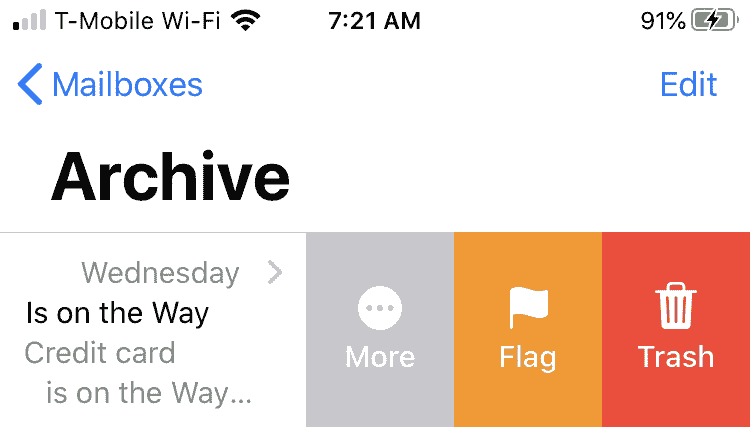 T-Mobile Wi-Fi 7:21 AM 91%
Mailboxes Edit
Archive
Wednesday
Is on the Way
Credit card
is on the Way...
More Flag Trash